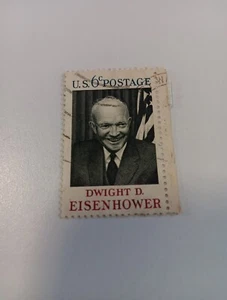 U.S. 6¢ POSTAGE
DWIGHT D.
EISENHOWER